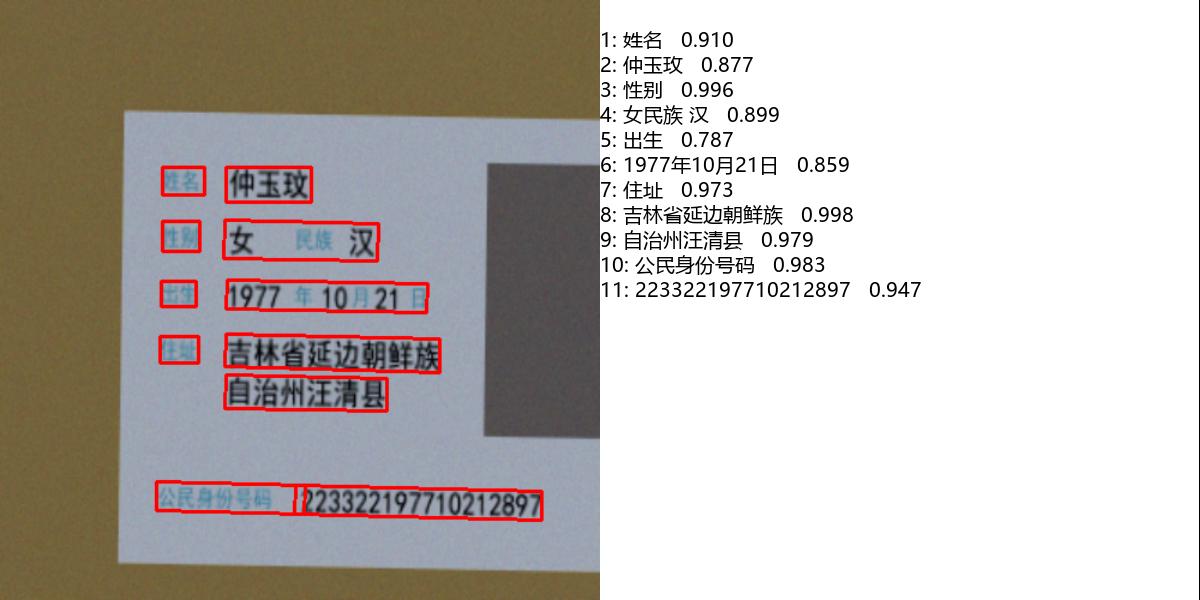 姓名 仲玉玟
性别 女 民族 汉
出生 1977 年 10 月 21 日
住址 吉林省延边朝鲜族
自治州汪清县
公民身份号码 223322197710212897
1: 姓名 0.910
2: 仲玉玫 0.877
3: 性别 0.996
4: 女民族 汉 0.899
5: 出生 0.787
6: 1977年10月21日 0.859
7: 住址 0.973
8: 吉林省延边朝鲜族 0.998
9: 自治州汪清县 0.979
10: 公民身份号码 0.983
11: 223322197710212897 0.947